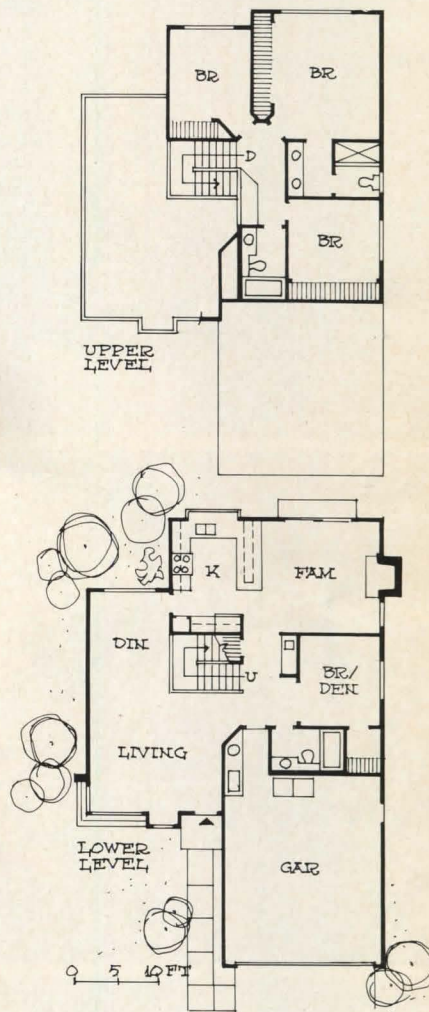 BR
BR
D
BR
UPPER
LEVEL
K
FAM
DIN
BR/
DEN
U
LIVING
LOWER
LEVEL
GAR
0 5 10 FT